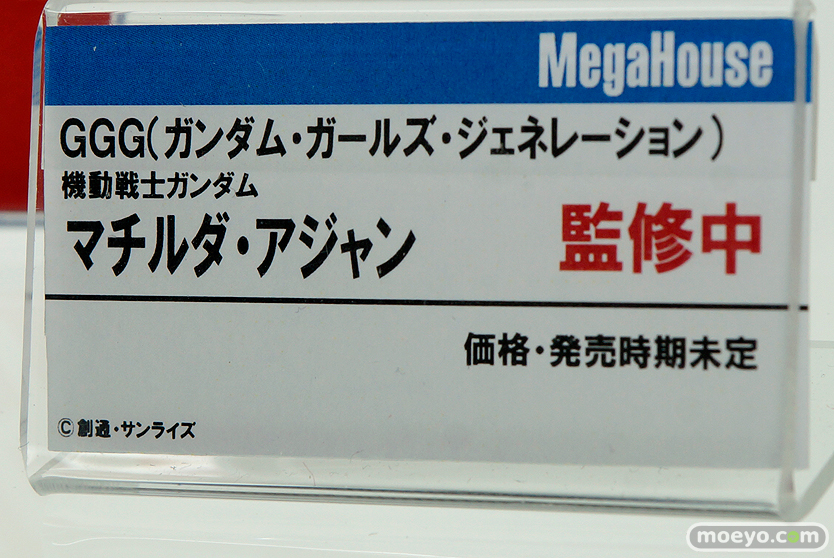 MegaHouse
GGG(ガンダム・ガールズ・ジェネレーション)
機動戦士ガンダム
マチルダ・アジャン
監修中
価格・発売時期未定
©創通・サンライズ
moeyo.com